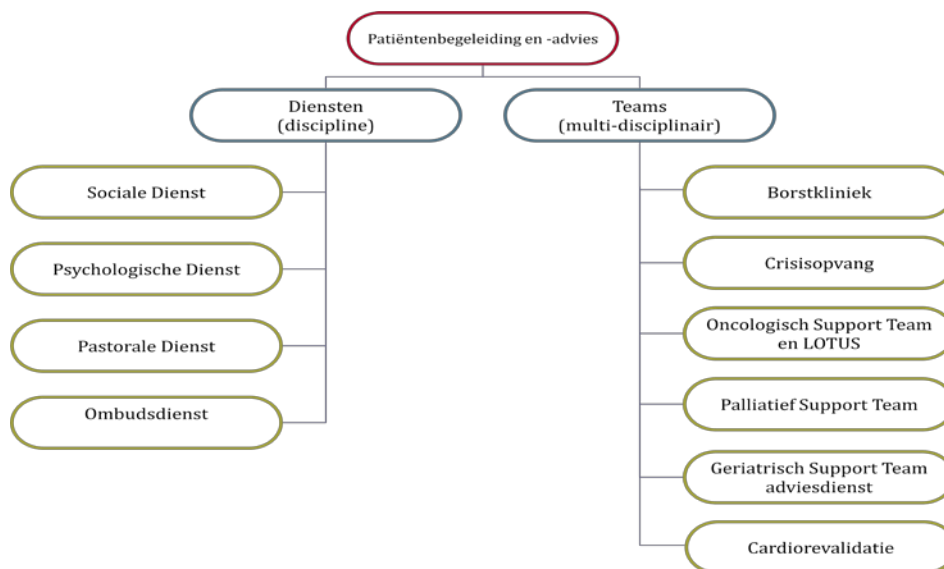 Patiëntenbegeleiding en -advies
Diensten
(discipline)
Teams
(multi-disciplinair)
Sociale Dienst
Psychologische Dienst
Pastorale Dienst
Ombudsdienst
Borstkliniek
Crisisopvang
Oncologisch Support Team
en LOTUS
Palliatief Support Team
Geriatrisch Support Team
adviesdienst
Cardiorevalidatie